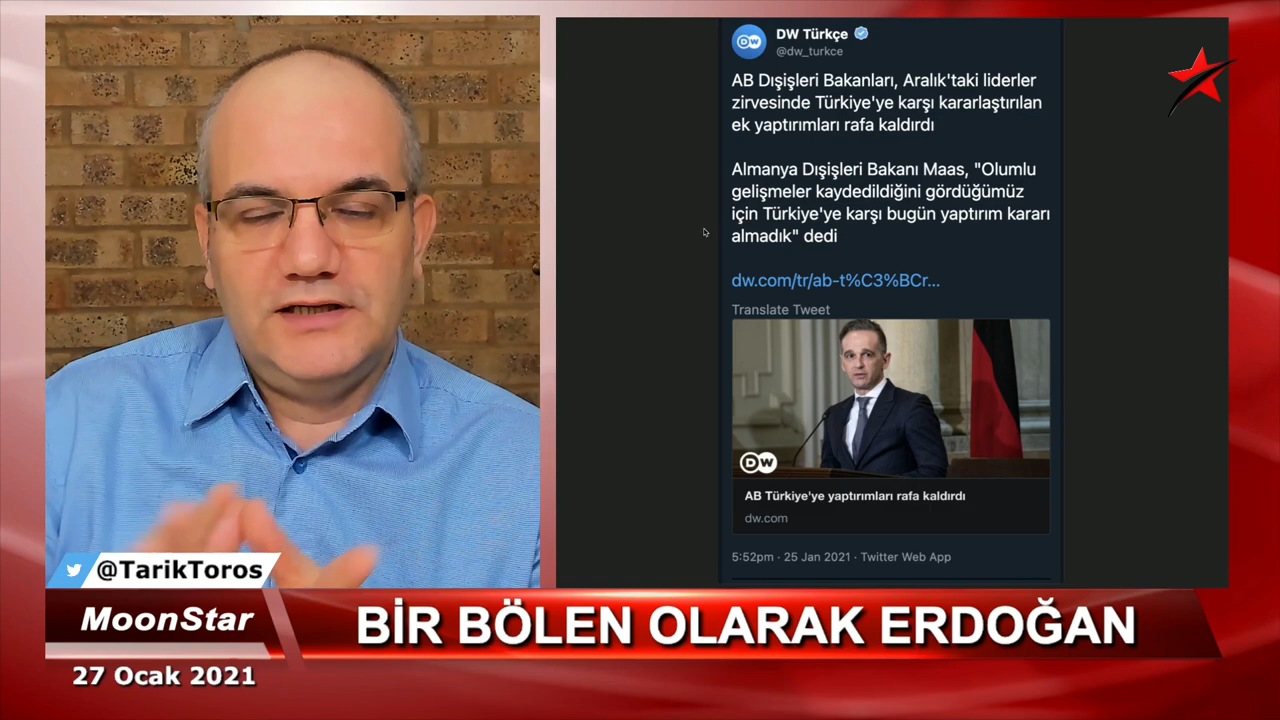 DW Türkçe
@dw_turkce
AB Dışişleri Bakanları, Aralık'taki liderler
zirvesinde Türkiye'ye karşı kararlaştırılan
ek yaptırımları rafa kaldırdı
Almanya Dışişleri Bakanı Maas, "Olumlu
gelişmeler kaydedildiğini gördüğümüz
için Türkiye'ye karşı bugün yaptırım kararı
almadık" dedi
dw.com/tr/ab-t%C3%BCr...
Translate Tweet
DW
AB Türkiye'ye yaptırımları rafa kaldırdı
dw.com
5:52pm · 25 Jan 2021 · Twitter Web App
@TarikToros
MoonStar
BİR BÖLEN OLARAK ERDOĞAN
27 Ocak 2021